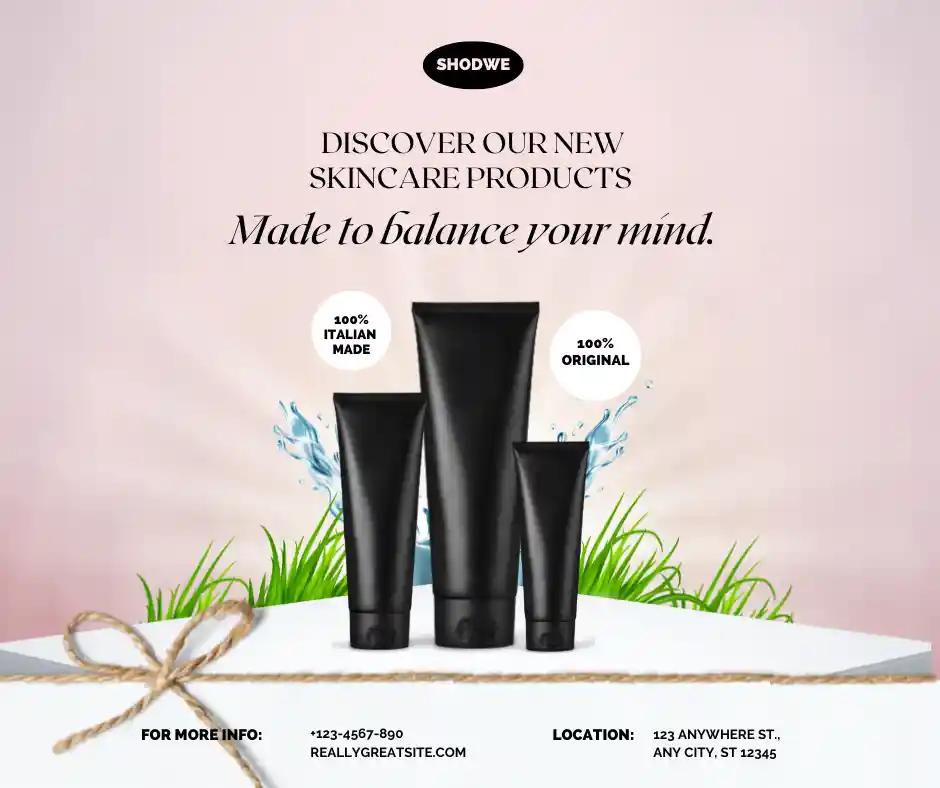 SHODWE
DISCOVER OUR NEW
SKINCARE PRODUCTS
Made to balance your mind.
100%
ITALIAN
MADE
100%
ORIGINAL
FOR MORE INFO:
+123-4567-890
REALLYGREATSITE.COM
LOCATION:
123 ANYWHERE ST.,
ANY CITY, ST 12345